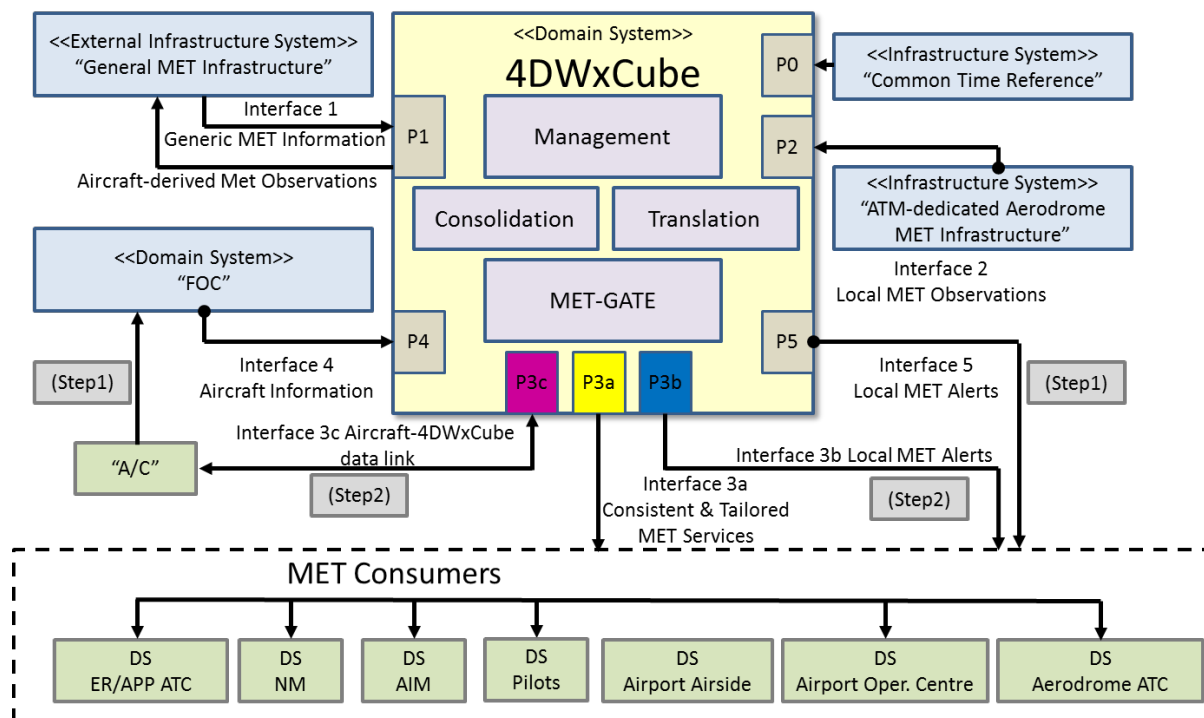 <<External Infrastructure System>>
“General MET Infrastructure”
Interface 1
Generic MET Information
Aircraft-derived Met Observations
<<Domain System>>
4DWxCube
P0
P1
P2
Management
Consolidation
Translation
MET-GATE
P4
P5
P3c
P3a
P3b
<<Infrastructure System>>
“Common Time Reference”
<<Infrastructure System>>
“ATM-dedicated Aerodrome
MET Infrastructure”
Interface 2
Local MET Observations
<<Domain System>>
“FOC”
Interface 4
Aircraft Information
(Step1)
“A/C”
Interface 3c Aircraft-4DWxCube
data link
(Step2)
Interface 3a
Consistent & Tailored
MET Services
Interface 3b Local MET Alerts
(Step2)
Interface 5
Local MET Alerts
(Step1)
MET Consumers
DS
ER/APP ATC
DS
NM
DS
AIM
DS
Pilots
DS
Airport Airside
DS
Airport Oper. Centre
DS
Aerodrome ATC